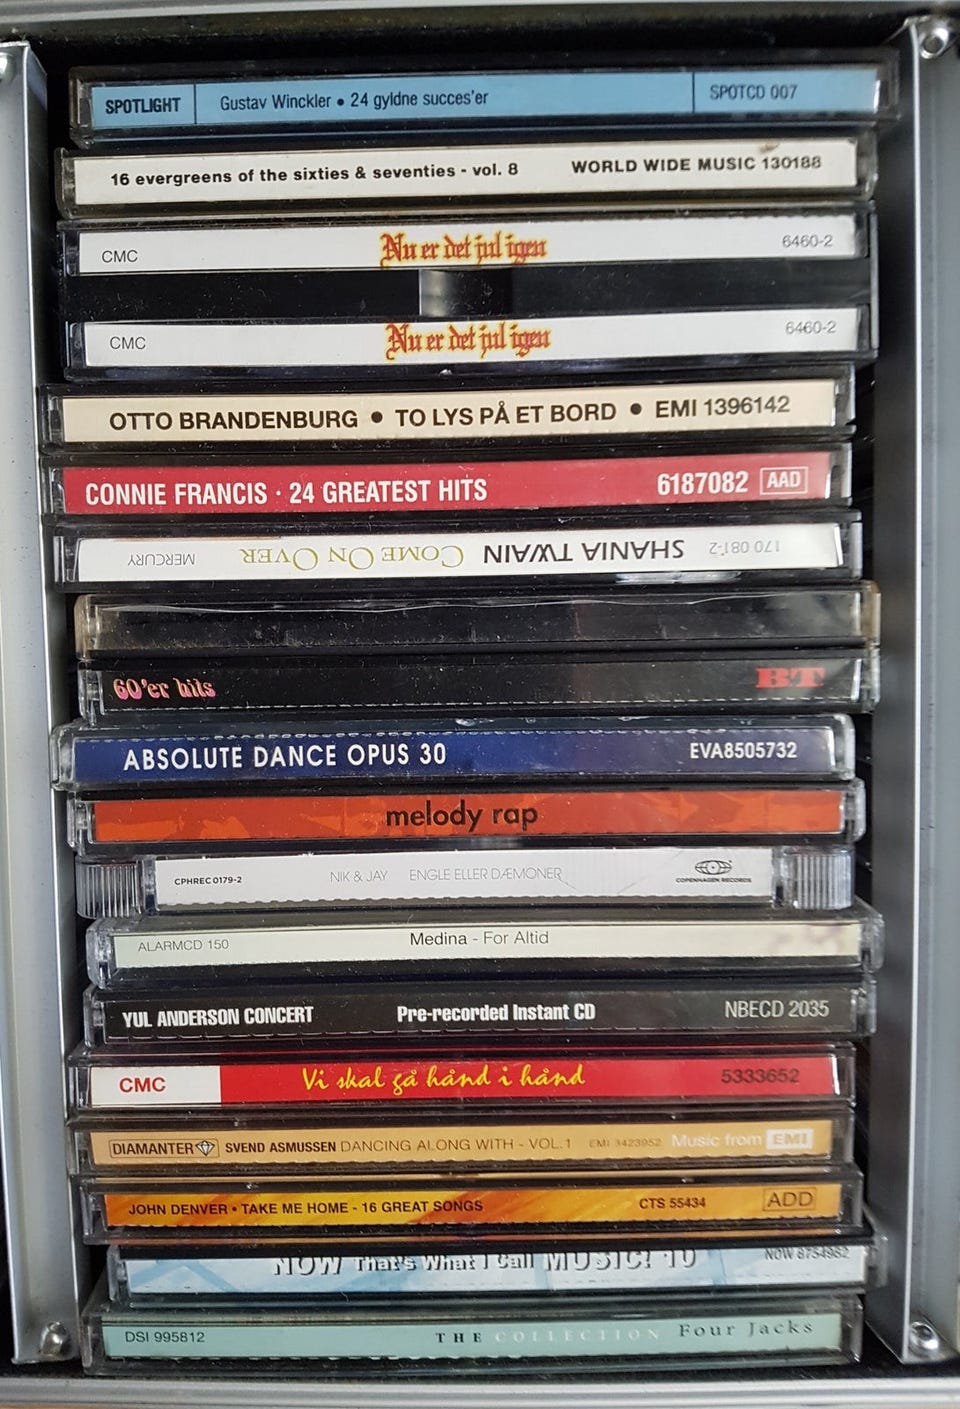 SPOTLIGHT Gustav Winckler • 24 gyldne succes'er SPOTCD 007
16 evergreens of the sixties & seventies - vol. 8 WORLD WIDE MUSIC 130188
CMC Nu er det jul igen 6460-2
CMC Nu er det jul igen 6460-2
OTTO BRANDENBURG • TO LYS PÅ ET BORD • EMI 1396142
CONNIE FRANCIS · 24 GREATEST HITS 6187082 AAD
170 081-2 SHANIA TWAIN COME ON OVER MERCURY
60'er hits BT
ABSOLUTE DANCE OPUS 30 EVA8505732
melody rap
CPHREC 0179-2 NIK & JAY ENGLE ELLER DÆMONER COPENHAGEN RECORDS
ALARMCD 150 Medina - For Altid
YUL ANDERSON CONCERT Pre-recorded Instant CD NBECD 2035
CMC Vi skal gå hånd i hånd 5333652
DIAMANTER SVEND ASMUSSEN DANCING ALONG WITH - VOL.1 EMI 3423952 Music from EMI
JOHN DENVER • TAKE ME HOME - 16 GREAT SONGS CTS 55434 ADD
NOW That's What I Call MUSIC! 10 NOW 8754962
DSI 995812 THE COLLECTION Four Jacks